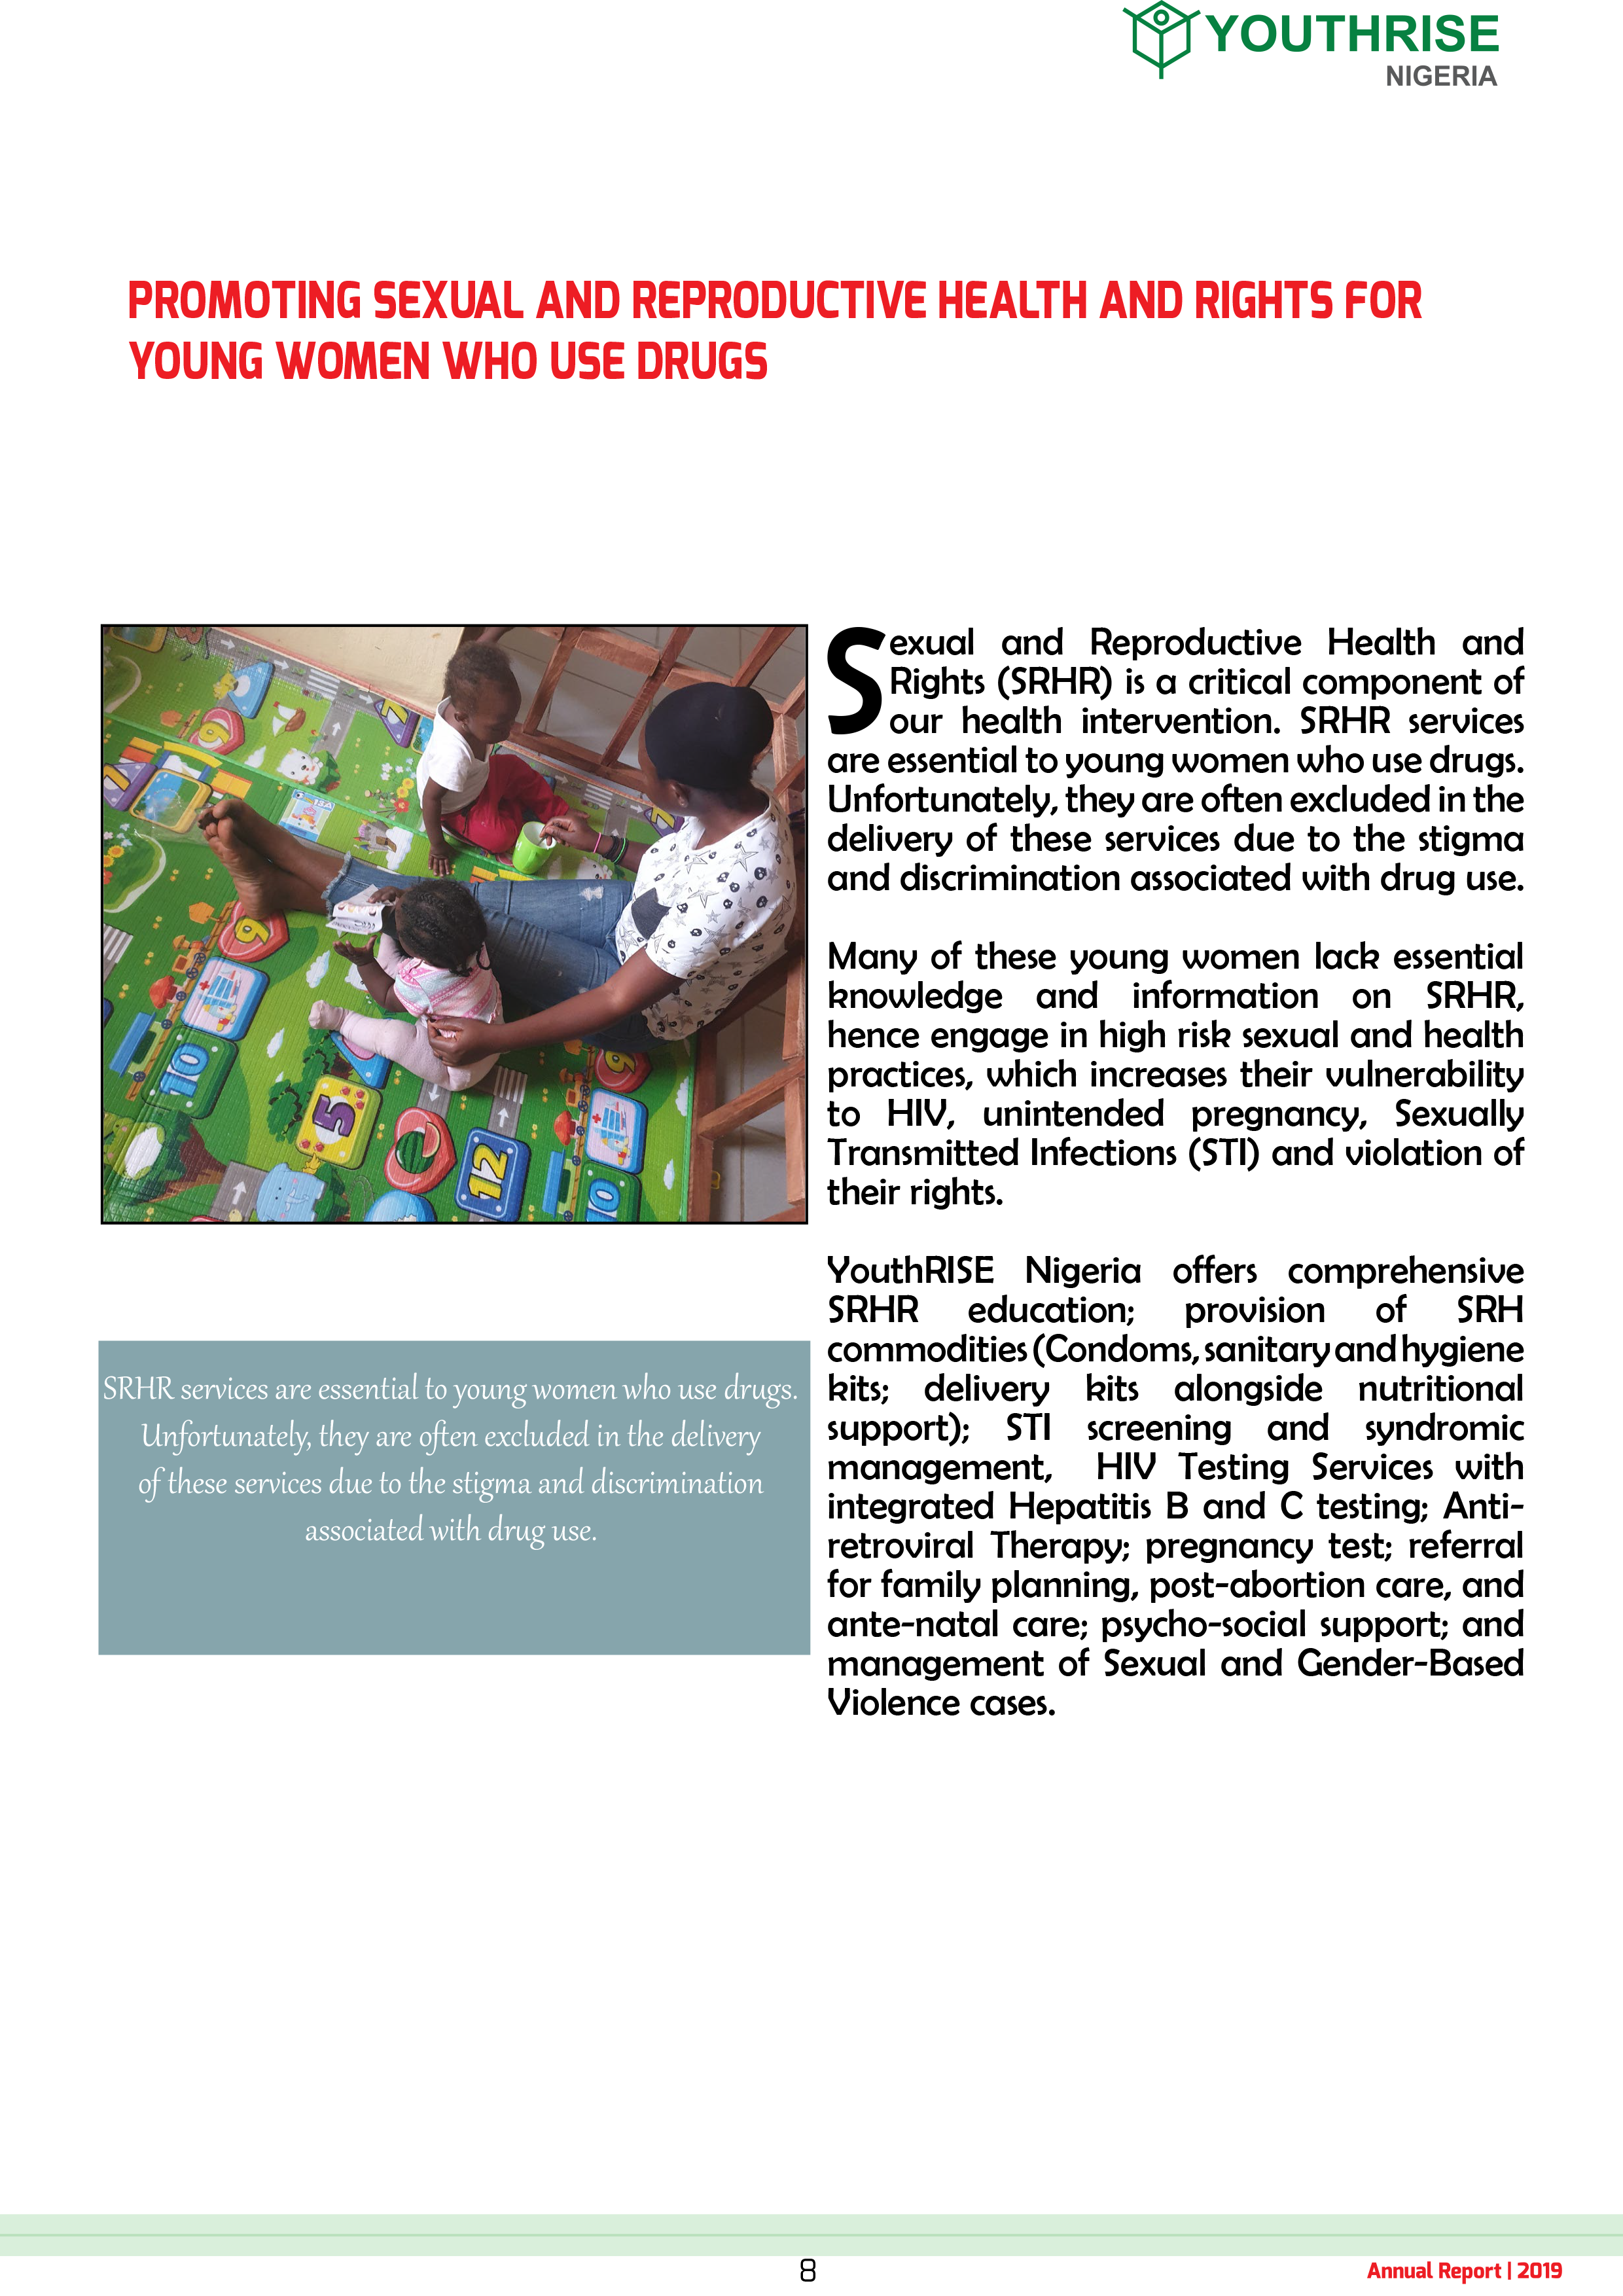 YOUTHRISE
NIGERIA
PROMOTING SEXUAL AND REPRODUCTIVE HEALTH AND RIGHTS FOR
YOUNG WOMEN WHO USE DRUGS
Sexual and Reproductive Health and
Rights (SRHR) is a critical component of
our health intervention. SRHR services
are essential to young women who use drugs.
Unfortunately, they are often excluded in the
delivery of these services due to the stigma
and discrimination associated with drug use.
Many of these young women lack essential
knowledge and information on SRHR,
hence engage in high risk sexual and health
practices, which increases their vulnerability
to HIV, unintended pregnancy, Sexually
Transmitted Infections (STI) and violation of
their rights.
YouthRISE Nigeria offers comprehensive
SRHR education; provision of SRH
commodities (Condoms, sanitary and hygiene
kits; delivery kits alongside nutritional
support); STI screening and syndromic
management, HIV Testing Services with
integrated Hepatitis B and C testing; Anti-
retroviral Therapy; pregnancy test; referral
for family planning, post-abortion care, and
ante-natal care; psycho-social support; and
management of Sexual and Gender-Based
Violence cases.
7
9
7
7
9
10
5
12
9
10
SRHR services are essential to young women who use drugs.
Unfortunately, they are often excluded in the delivery
of these services due to the stigma and discrimination
associated with drug use.
8
Annual Report | 2019